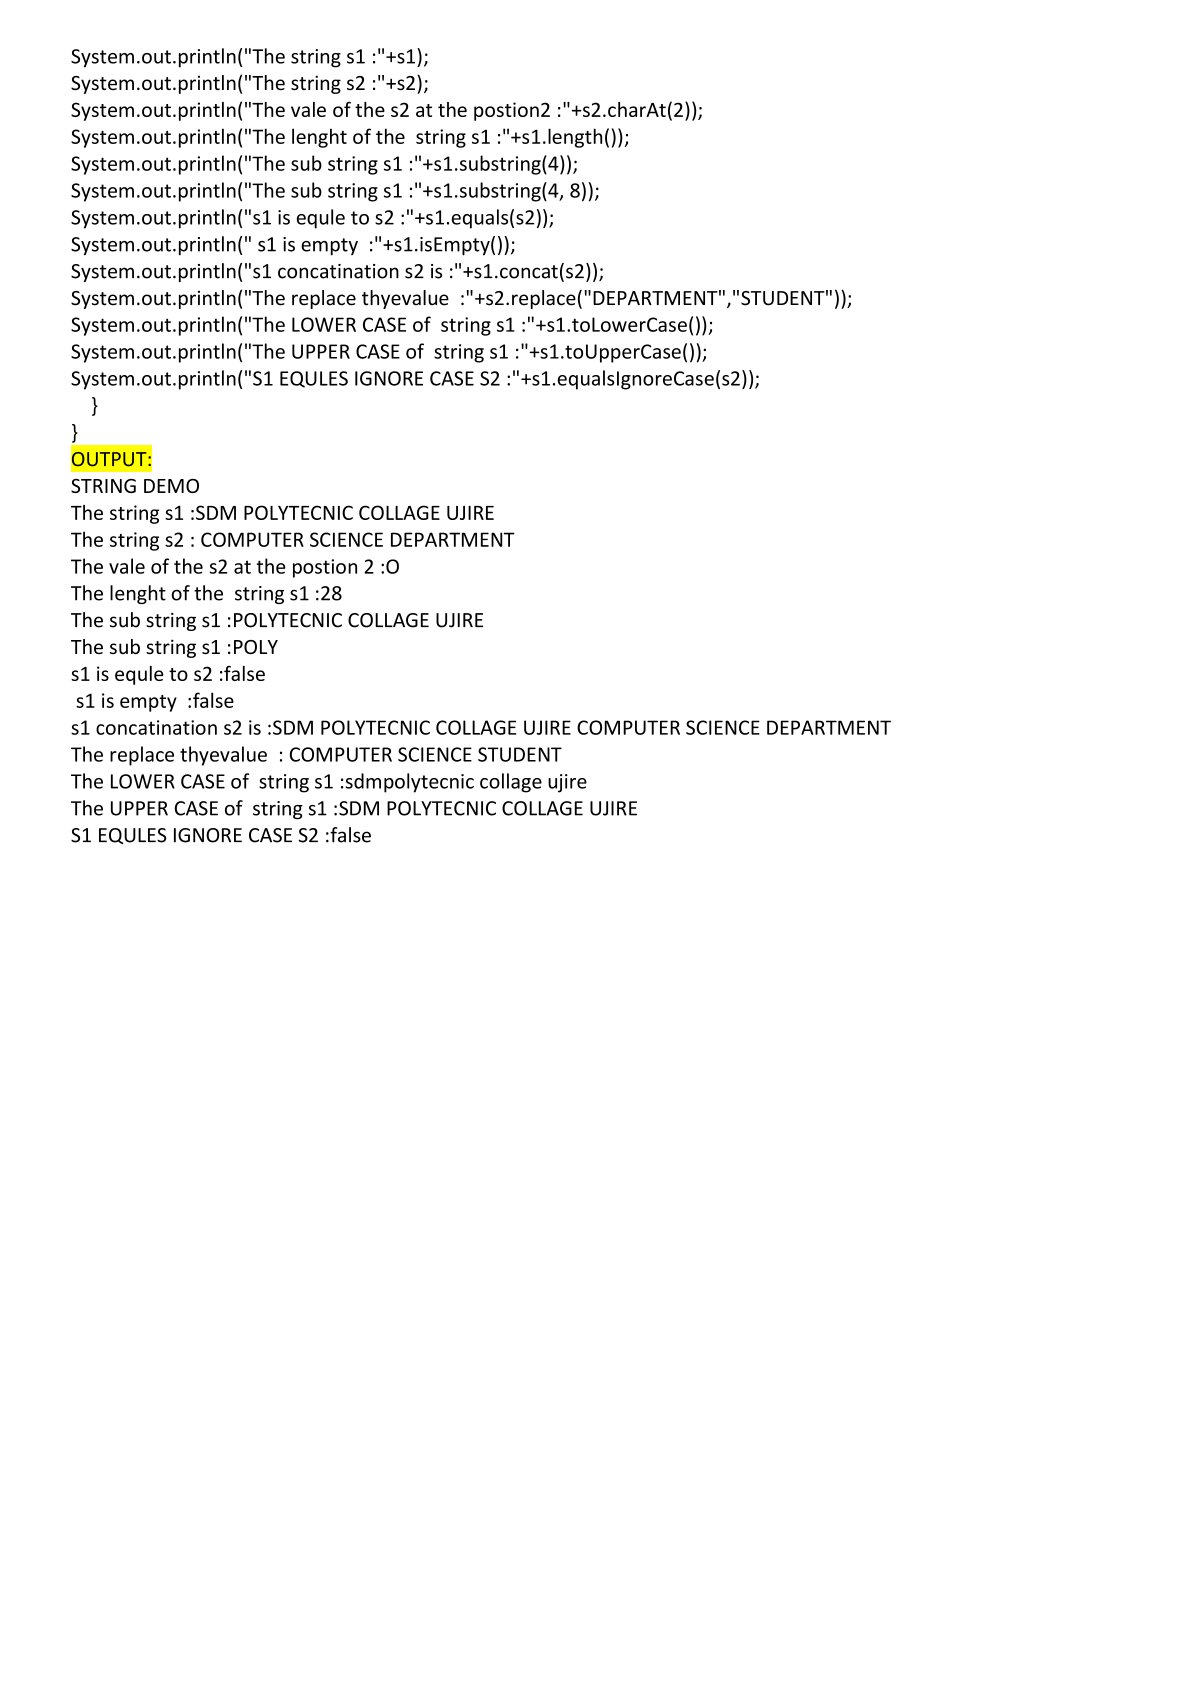 System.out.println("The string s1 :"+s1);
System.out.println("The string s2 :"+s2);
System.out.println("The vale of the s2 at the postion2 :"+s2.charAt(2));
System.out.println("The lenght of the  string s1 :"+s1.length());
System.out.println("The sub string s1 :"+s1.substring(4));
System.out.println("The sub string s1 :"+s1.substring(4, 8));
System.out.println("s1 is equle to s2 :"+s1.equals(s2));
System.out.println(" s1 is empty  :"+s1.isEmpty());
System.out.println("s1 concatination s2 is :"+s1.concat(s2));
System.out.println("The replace thyevalue  :"+s2.replace("DEPARTMENT","STUDENT"));
System.out.println("The LOWER CASE of  string s1 :"+s1.toLowerCase());
System.out.println("The UPPER CASE of  string s1 :"+s1.toUpperCase());
System.out.println("S1 EQULES IGNORE CASE S2 :"+s1.equalsIgnoreCase(s2));
    }
}
OUTPUT:
STRING DEMO
The string s1 :SDM POLYTECNIC COLLAGE UJIRE
The string s2 : COMPUTER SCIENCE DEPARTMENT
The vale of the s2 at the postion 2 :O
The lenght of the  string s1 :28
The sub string s1 :POLYTECNIC COLLAGE UJIRE
The sub string s1 :POLY
s1 is equle to s2 :false
 s1 is empty  :false
s1 concatination s2 is :SDM POLYTECNIC COLLAGE UJIRE COMPUTER SCIENCE DEPARTMENT
The replace thyevalue  : COMPUTER SCIENCE STUDENT
The LOWER CASE of  string s1 :sdmpolytecnic collage ujire
The UPPER CASE of  string s1 :SDM POLYTECNIC COLLAGE UJIRE
S1 EQULES IGNORE CASE S2 :false